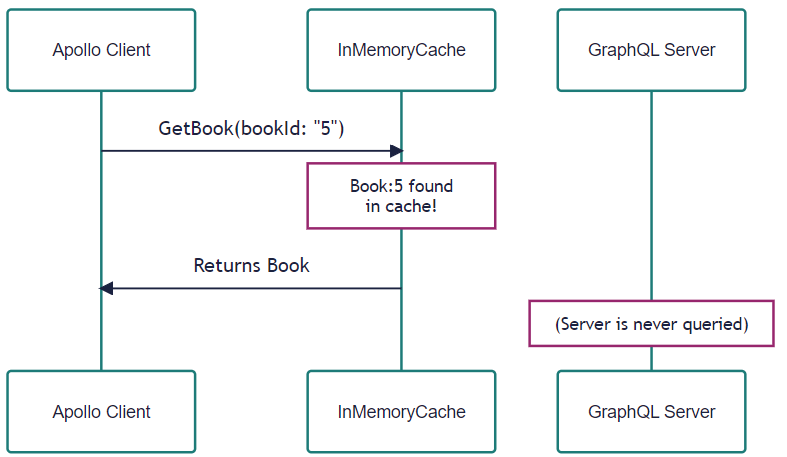 Apollo Client
InMemoryCache
GraphQL Server
GetBook(bookId: "5")
Book:5 found
in cache!
Returns Book
(Server is never queried)
Apollo Client
InMemoryCache
GraphQL Server